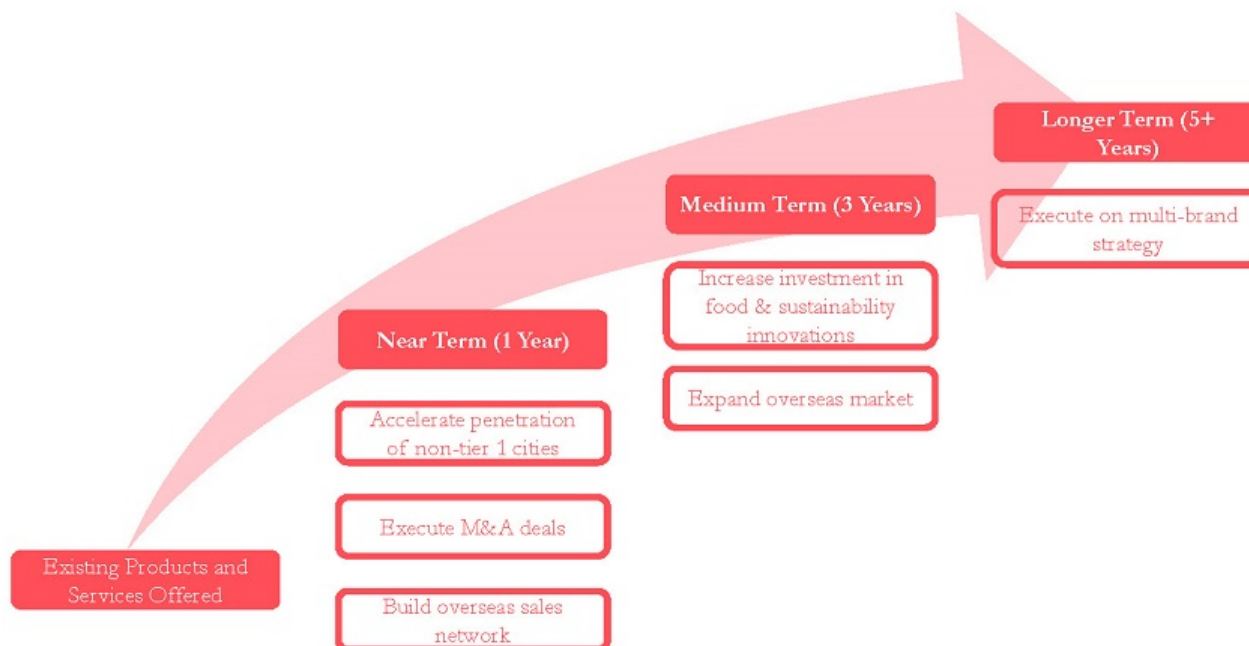 Existing Products and
Services Offered
Near Term (1 Year)
Accelerate penetration
of non-tier 1 cities
Execute M&A deals
Build overseas sales
network
Medium Term (3 Years)
Increase investment in
food & sustainability
innovations
Expand overseas market
Longer Term (5+
Years)
Execute on multi-brand
strategy